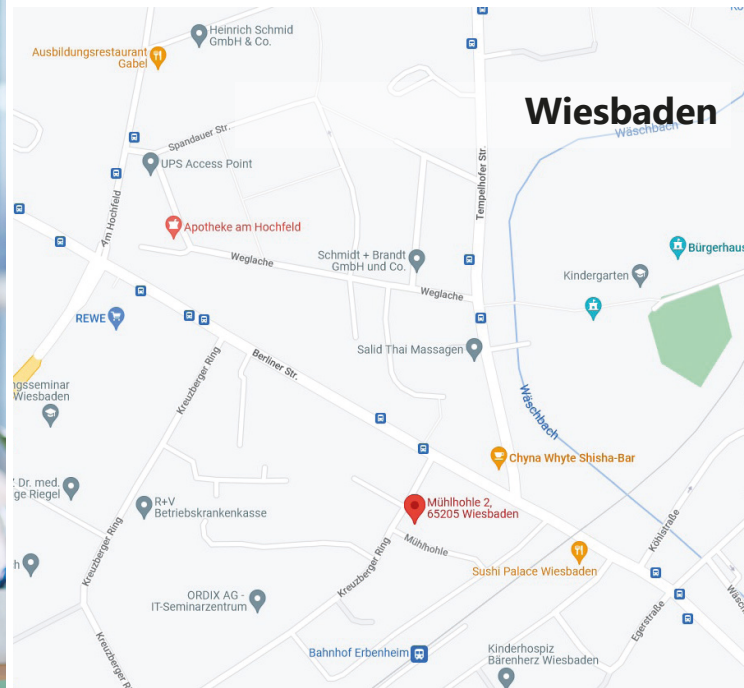 Heinrich Schmid
GmbH & Co.
Ausbildungsrestaurant
Gabel
Wiesbaden
Wäschbach
Spandauer Str.
UPS Access Point
Tempelhofer Str.
Am Hochfeld
Apotheke am Hochfeld
Weglache
Schmidt + Brandt
GmbH und Co.
Bürgerhaus
Kindergarten
Weglache
REWE
Salid Thai Massagen
Berliner Str.
Kreuzberger Ring
Wiesbaden
Wäschbach
Chyna Whyte Shisha-Bar
Dr. med.
Riegel
R+V
Betriebskrankenkasse
Mühlhohle 2,
65205 Wiesbaden
Köhlstraße
Mühlhohle
Kreuzberger Ring
Sushi Palace Wiesbaden
Kreuzberger Ring
ORDIX AG -
IT-Seminarzentrum
Egerstraße
Kreuzberger Ring
Bahnhof Erbenheim
Kinderhospiz
Bärenherz Wiesbaden